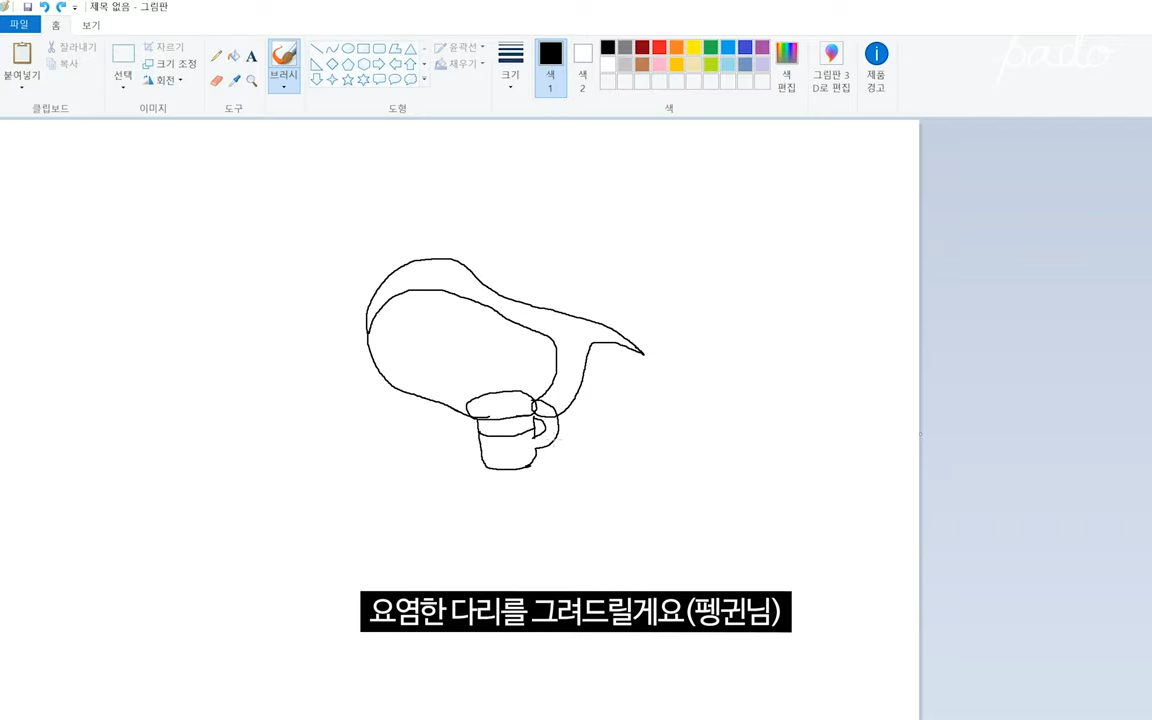 제목 없음 - 그림판
파일 홈 보기
붙여넣기
잘라내기
복사
클립보드
선택
자르기
크기 조정
회전
이미지
A
도구
브러시
윤곽선
채우기
도형
크기
색
1
색
2
색
편집
색
그림판 3
D로 편집
제품
경고
pado
요염한 다리를 그려드릴게요(펭귄님)